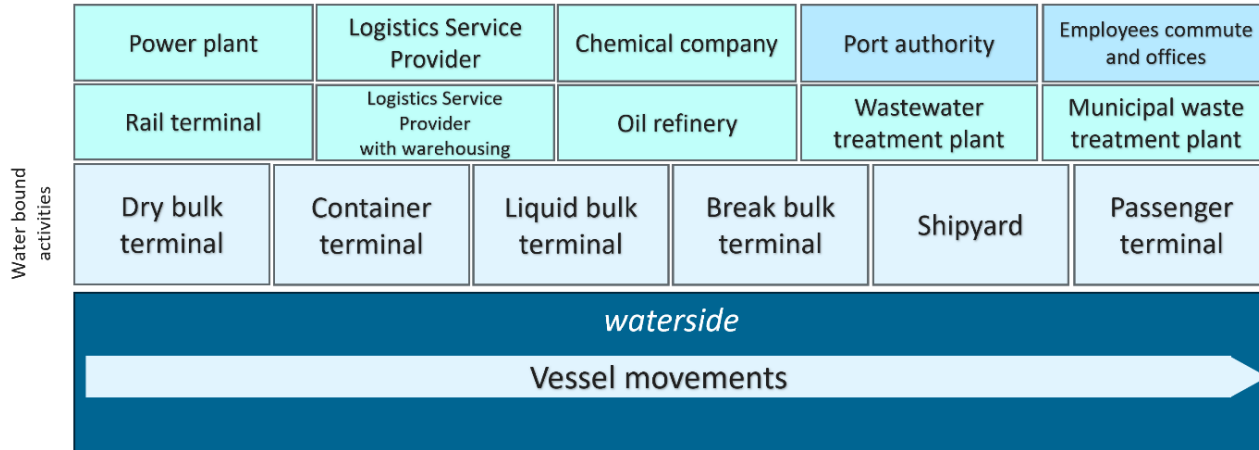 Power plant
Logistics Service
Provider
Chemical company
Port authority
Employees commute
and offices
Rail terminal
Logistics Service
Provider
with warehousing
Oil refinery
Wastewater
treatment plant
Municipal waste
treatment plant
Water bound
activities
Dry bulk
terminal
Container
terminal
Liquid bulk
terminal
Break bulk
terminal
Shipyard
Passenger
terminal
waterside
Vessel movements